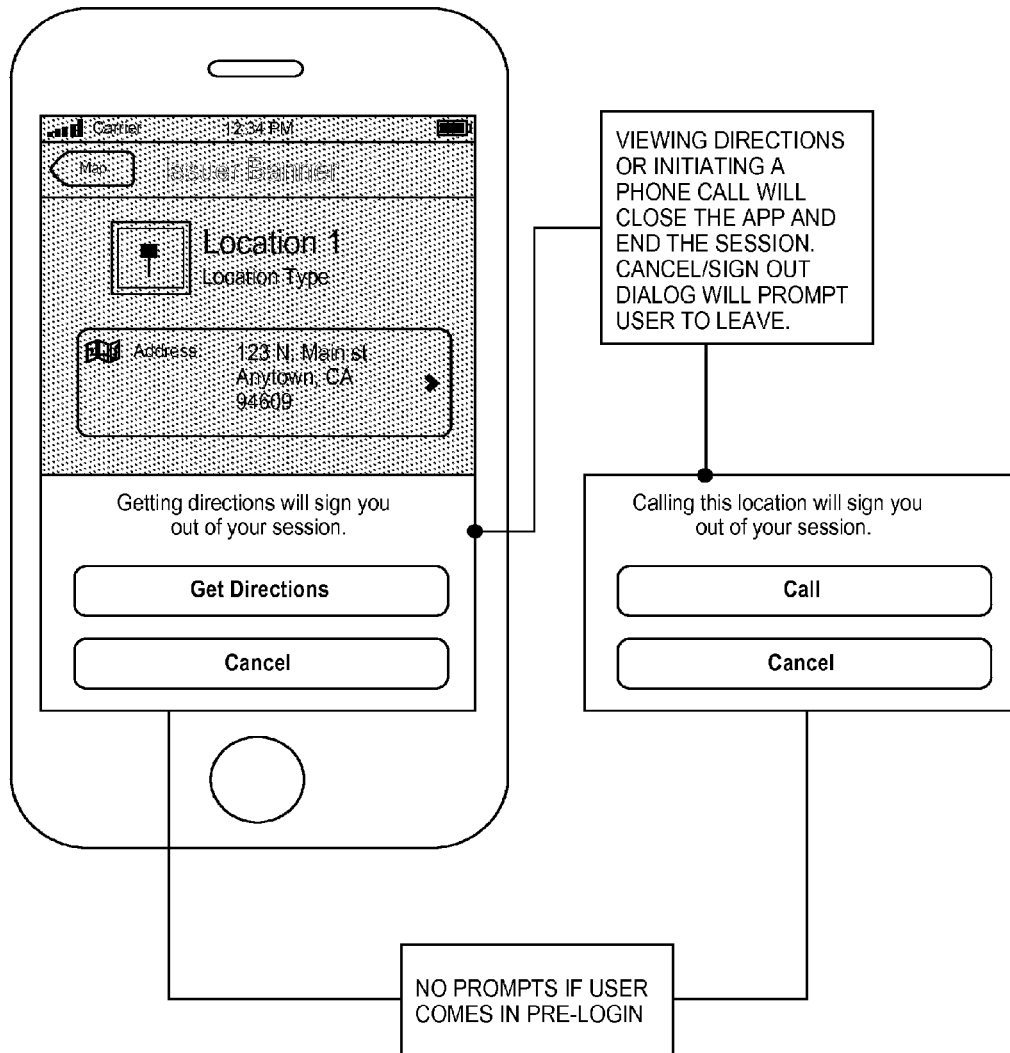 Carrier 12:34 PM
Map Issuer Banner
Location 1
Location Type
Address: 123 N. Main st
Anytown, CA
94609
Getting directions will sign you
out of your session.
Get Directions
Cancel
VIEWING DIRECTIONS
OR INITIATING A
PHONE CALL WILL
CLOSE THE APP AND
END THE SESSION.
CANCEL/SIGN OUT
DIALOG WILL PROMPT
USER TO LEAVE.
Calling this location will sign you
out of your session.
Call
Cancel
NO PROMPTS IF USER
COMES IN PRE-LOGIN